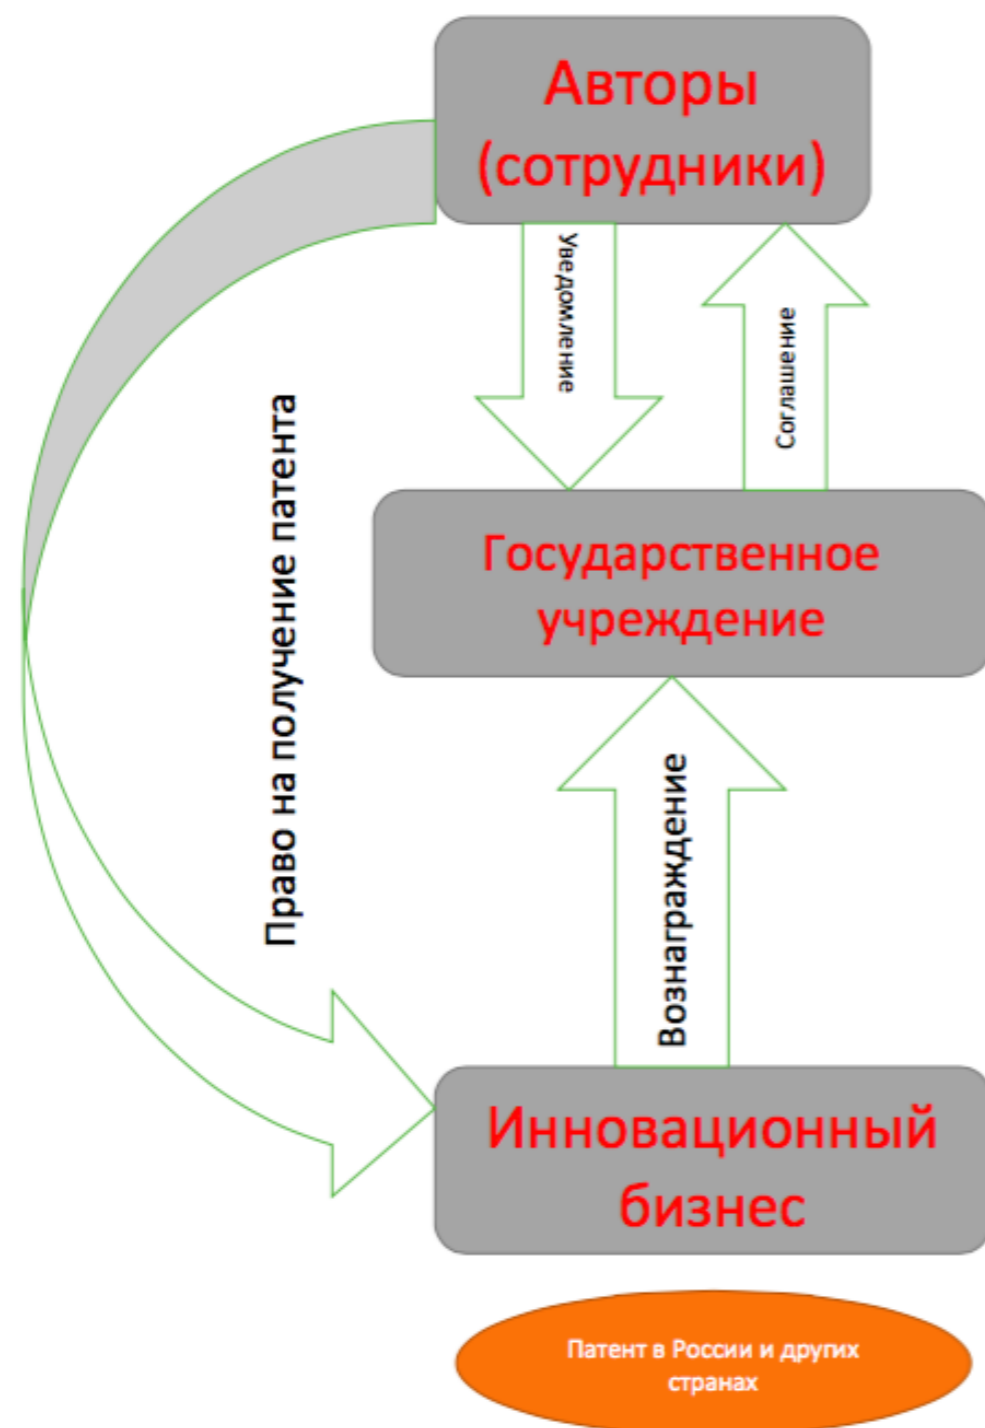 Авторы
(сотрудники)
Уведомление
Соглашение
Право на получение патента
Государственное
учреждение
Вознаграждение
Инновационный
бизнес
Патент в России и других
странах